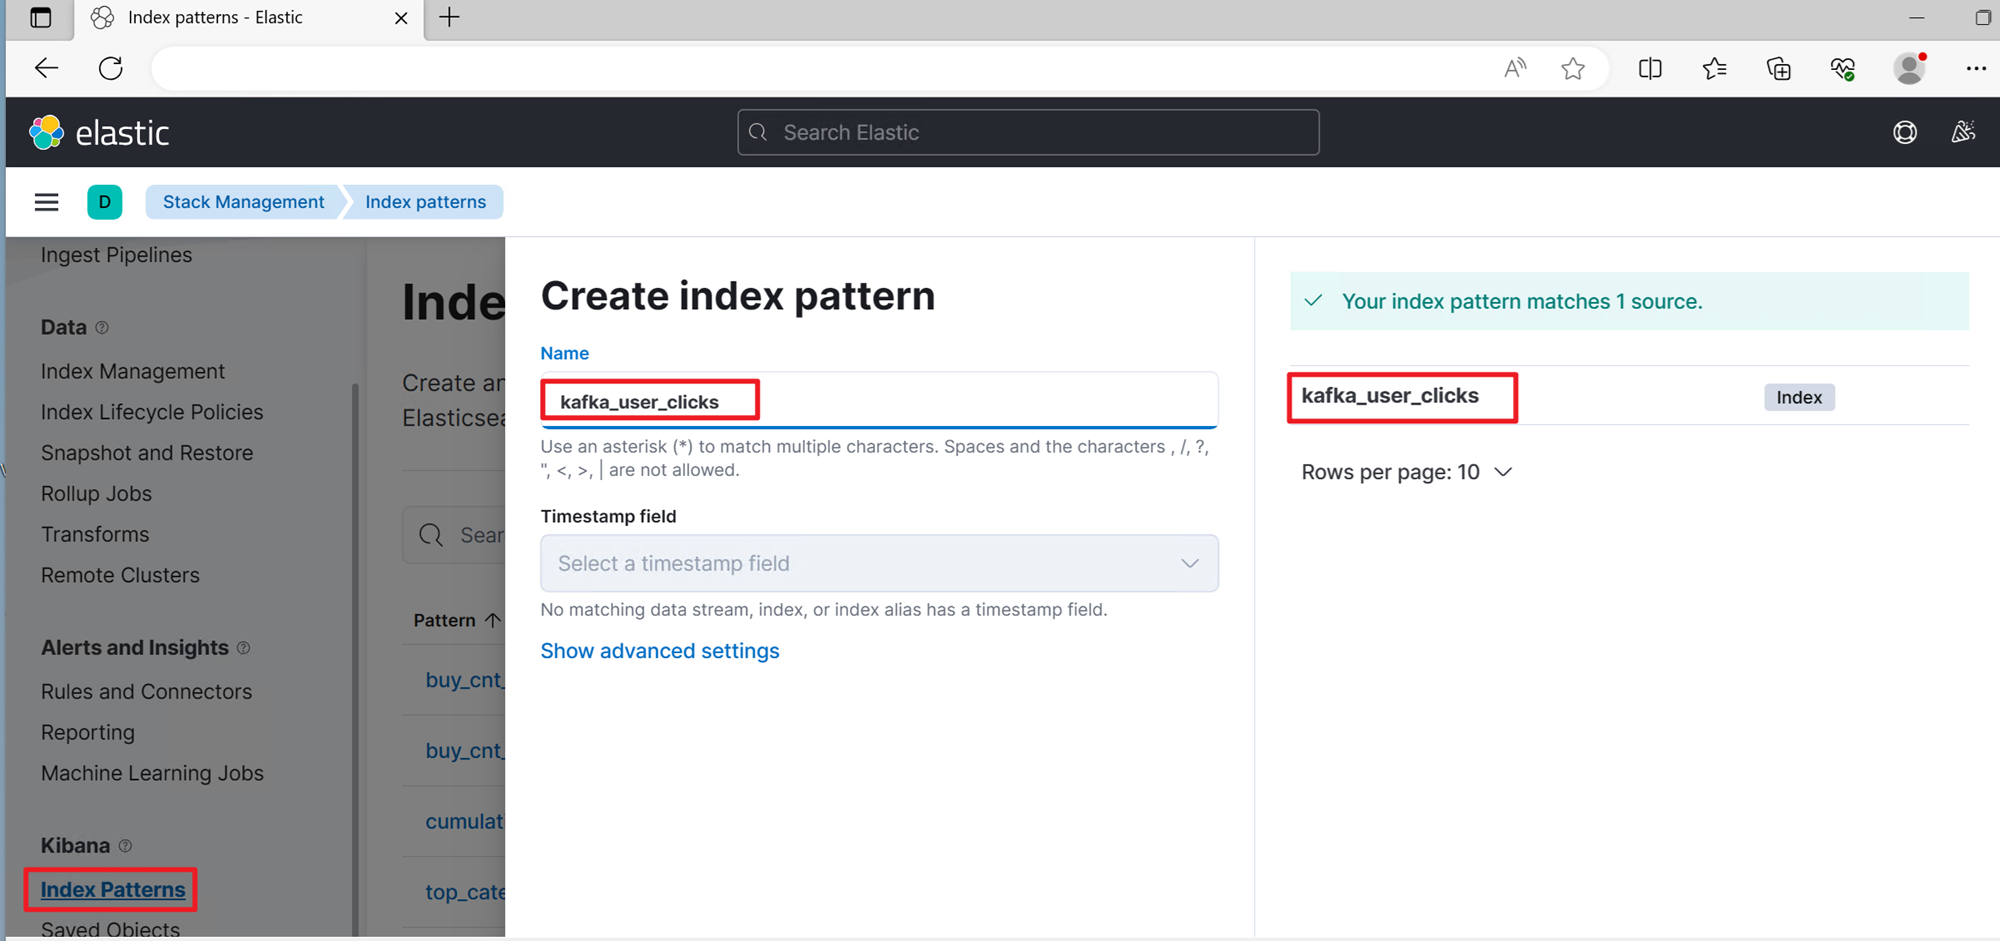 Index patterns - Elastic
elastic
Search Elastic
D
Stack Management
Index patterns
Ingest Pipelines
Data
Index Management
Index Lifecycle Policies
Snapshot and Restore
Rollup Jobs
Transforms
Remote Clusters
Alerts and Insights
Rules and Connectors
Reporting
Machine Learning Jobs
Kibana
Index Patterns
Saved Objects
Inde
Create an
Elasticsea
Sear
Pattern
buy_cnt_
buy_cnt_
cumulat
top_cate
Create index pattern
Name
kafka_user_clicks
Use an asterisk (*) to match multiple characters. Spaces and the characters , /, ?,
", <, >, | are not allowed.
Timestamp field
Select a timestamp field
No matching data stream, index, or index alias has a timestamp field.
Show advanced settings
Your index pattern matches 1 source.
kafka_user_clicks
Index
Rows per page: 10